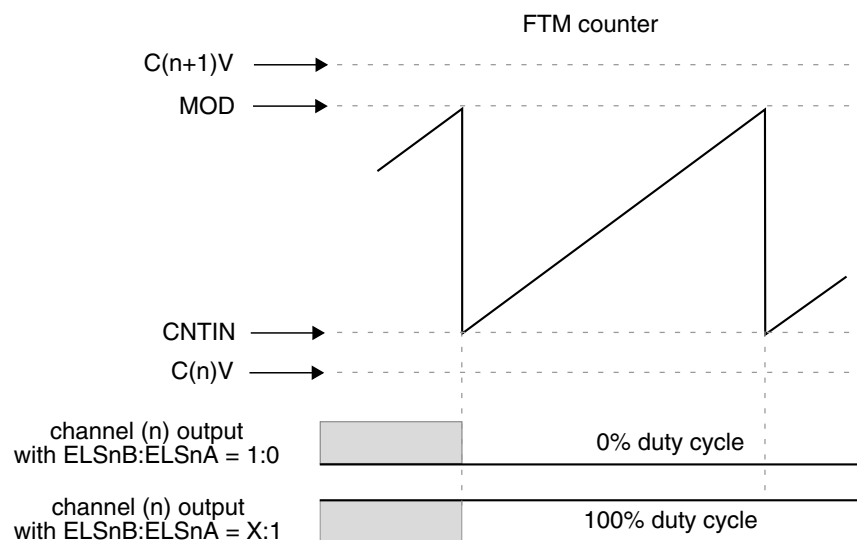 FTM counter
C(n+1)V
MOD
CNTIN
C(n)V
channel (n) output
with ELSnB:ELSnA = 1:0
0% duty cycle
channel (n) output
with ELSnB:ELSnA = X:1
100% duty cycle